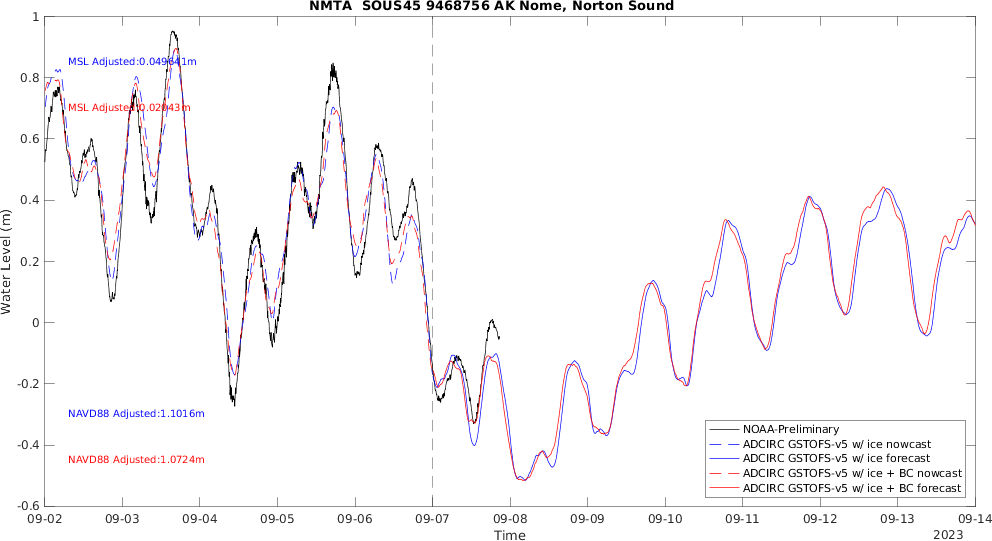 NMTA SOUS45 9468756 AK Nome, Norton Sound
1
0.8
0.6
0.4
0.2
0
-0.2
-0.4
-0.6
Water Level (m)
MSL Adjusted:0.049641m
MSL Adjusted:0.02043m
NAVD88 Adjusted:1.1016m
NAVD88 Adjusted:1.0724m
NOAA-Preliminary
ADCIRC GSTOFS-v5 w/ ice nowcast
ADCIRC GSTOFS-v5 w/ ice forecast
ADCIRC GSTOFS-v5 w/ ice + BC nowcast
ADCIRC GSTOFS-v5 w/ ice + BC forecast
09-02 09-03 09-04 09-05 09-06 09-07 09-08 09-09 09-10 09-11 09-12 09-13 09-14
Time
2023